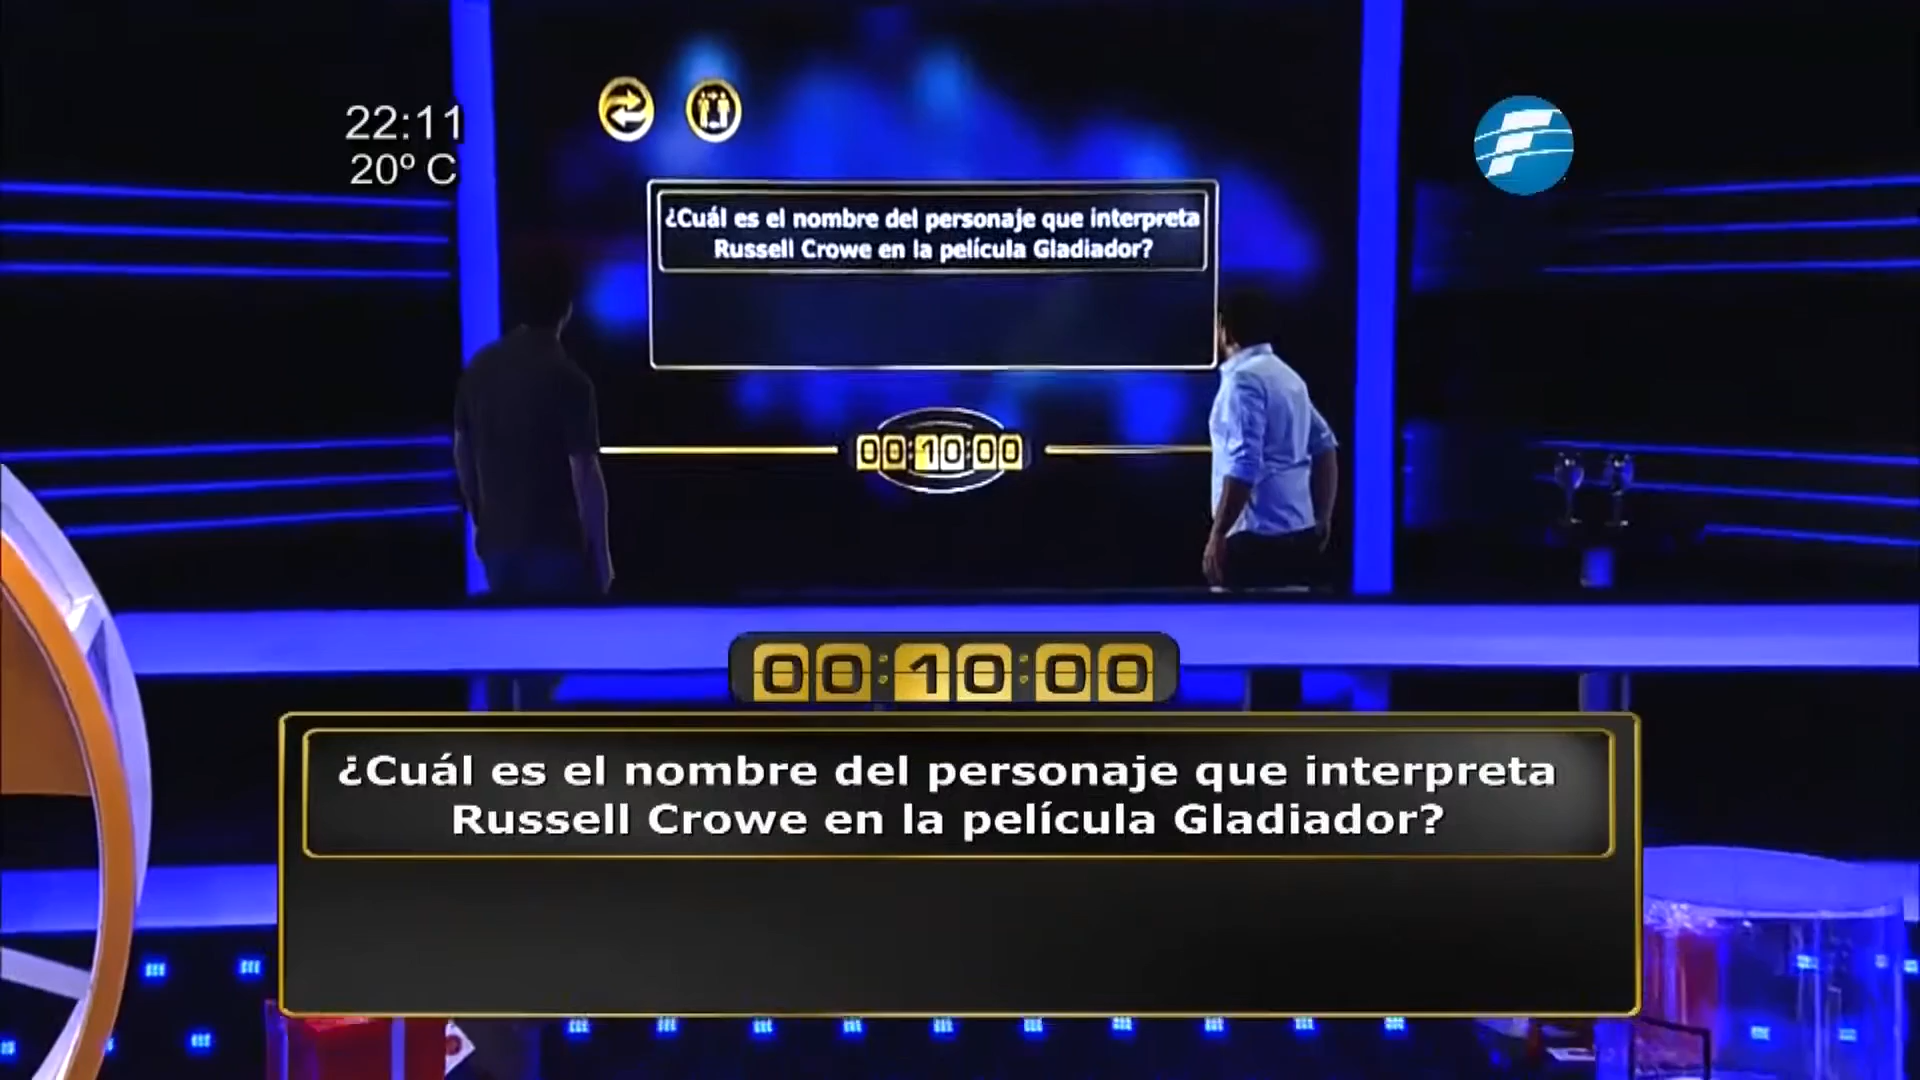 22:11
20º C
¿Cuál es el nombre del personaje que interpreta
Russell Crowe en la película Gladiador?
00:10:00
00:10:00
¿Cuál es el nombre del personaje que interpreta
Russell Crowe en la película Gladiador?